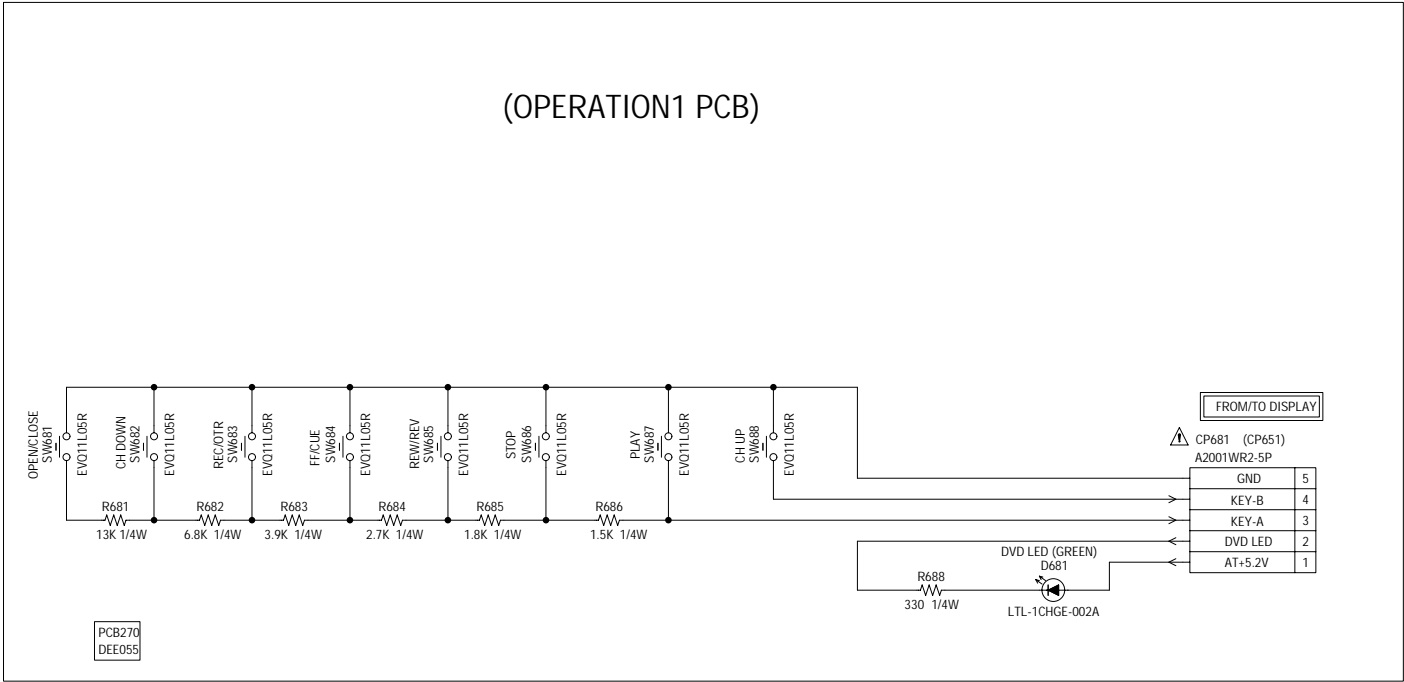 (OPERATION1 PCB)
OPEN/CLOSE
SW681
EVQ11L05R
CH DOWN
SW682
EVQ11L05R
REC/OTR
SW683
EVQ11L05R
FF/CUE
SW684
EVQ11L05R
REW/REV
SW685
EVQ11L05R
STOP
SW686
EVQ11L05R
PLAY
SW687
EVQ11L05R
CH UP
SW688
EVQ11L05R
R681
13K 1/4W
R682
6.8K 1/4W
R683
3.9K 1/4W
R684
2.7K 1/4W
R685
1.8K 1/4W
R686
1.5K 1/4W
FROM/TO DISPLAY
CP681 (CP651)
A2001WR2-5P
GND 5
KEY-B 4
KEY-A 3
DVD LED 2
AT+5.2V 1
DVD LED (GREEN)
D681
LTL-1CHGE-002A
R688
330 1/4W
PCB270
DEE055